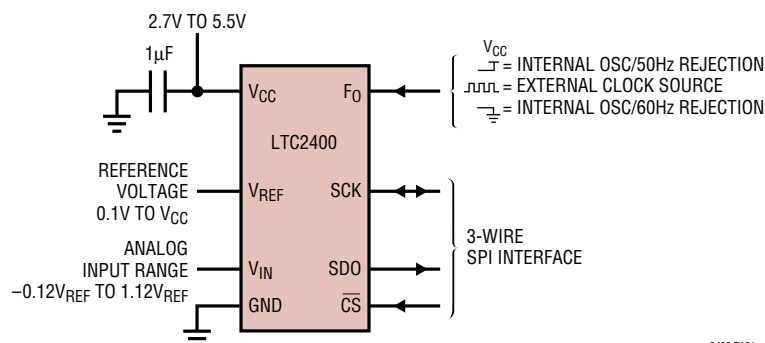 2.7V TO 5.5V
1µF
VCC
FO
LTC2400
VCC
= INTERNAL OSC/50Hz REJECTION
= EXTERNAL CLOCK SOURCE
= INTERNAL OSC/60Hz REJECTION
REFERENCE
VOLTAGE
0.1V TO VCC
VREF
SCK
ANALOG
INPUT RANGE
–0.12VREF TO 1.12VREF
VIN
SDO
GND
CS
3-WIRE
SPI INTERFACE